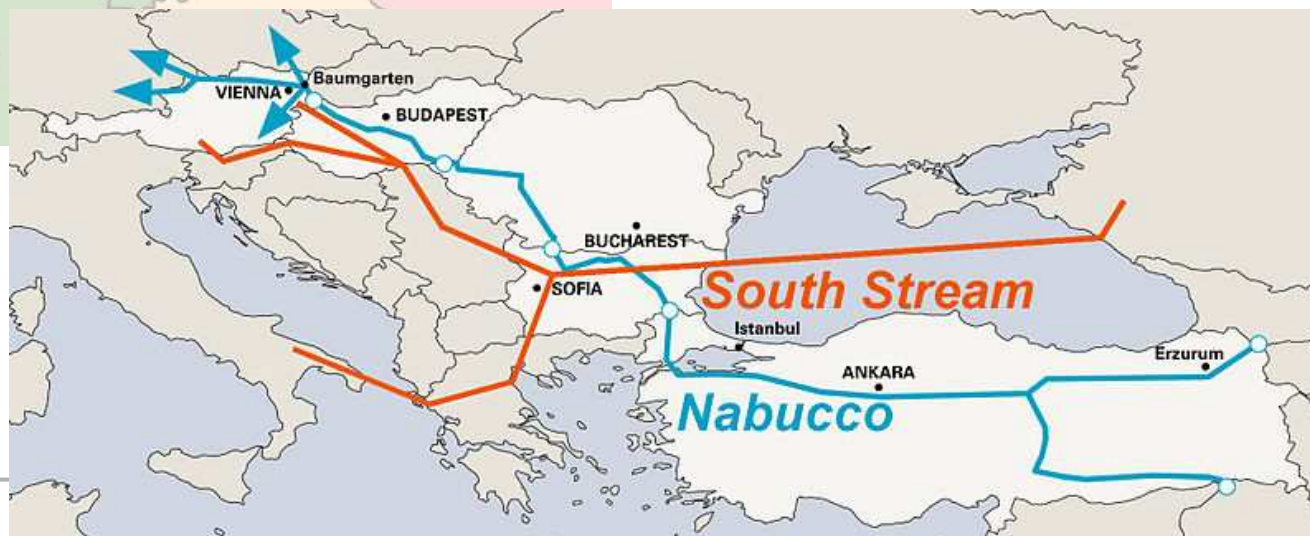 Baumgarten
VIENNA
BUDAPEST
BUCHAREST
SOFIA
South Stream
Istanbul
Erzurum
ANKARA
Nabucco